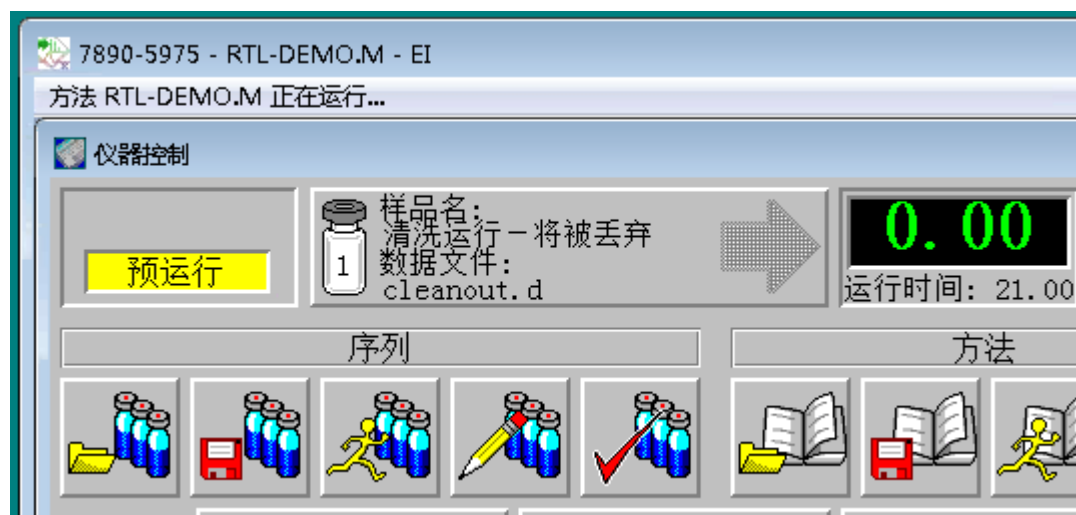 7890-5975 - RTL-DEMO.M - EI
方法 RTL-DEMO.M 正在运行...
仪器控制
预运行
1
样品名:
清洗运行－将被丢弃
数据文件:
cleanout.d
0.00
运行时间: 21.00
序列
方法